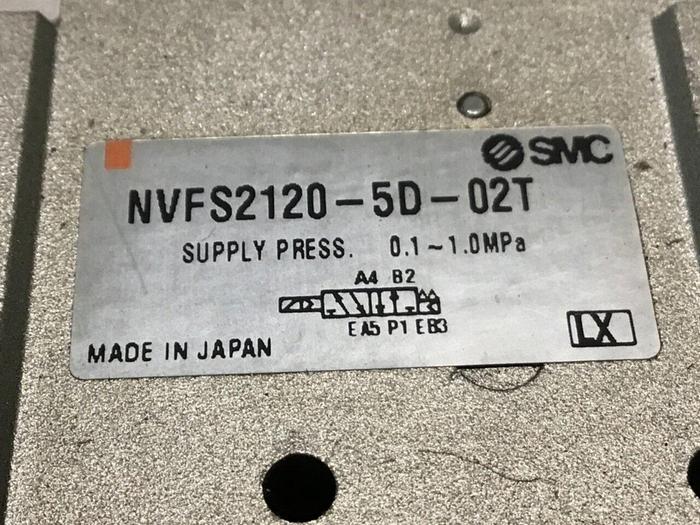 SMC
NVFS2120-5D-02T
SUPPLY PRESS. 0.1~1.0MPa
A4 B2
EA5 P1 EB3
MADE IN JAPAN
LX